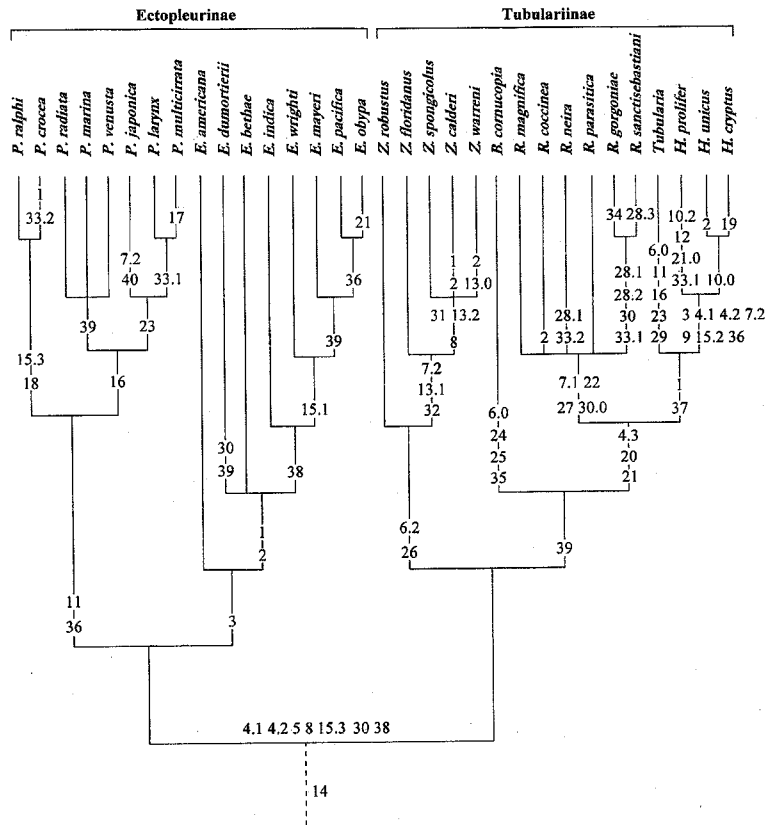 Ectopleurinae Tubulariinae
P. ralphi
P. crocea
P. radiata
P. marina
P. venusta
P. japonica
P. larynx
P. multicirrata
E. americana
E. dumortierii
E. bethae
E. indica
E. wrighti
E. mayeri
E. pacifica
E. obypa
Z. robustus
Z. floridanus
Z. spongicolus
Z. calderi
Z. warreni
B. cornucopia
R. magnifica
R. coccinea
R. neira
R. parasitica
R. gorgoniae
R. sanctisebastiani
Tubularia
H. prolifer
H. unicus
H. cryptus
1
33.2 17 21 34 28.3 10.2 2 19
12
7.2 6.0 21.0
40 33.1 36 1 2 28.1 11 33.1 10.0
2 13.0 28.2 16
39 23 31 13.2 28.1 30 23 3 4.1 4.2 7.2
39 8 2 33.2 33.1 29 9 15.2 36
15.3 7.2
18 16 13.1 7.1 22 1
15.1 32 6.0 27 30.0 37
24 4.3
30 25 20
39 38 35 21
1 6.2
2 26 39
11
36 3
4.1 4.2 5 8 15.3 30 38
14